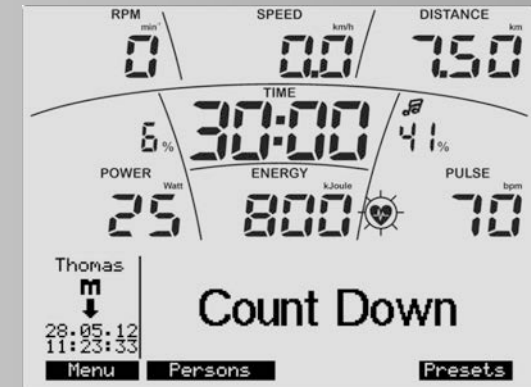 RPM SPEED DISTANCE
min⁻ km/h km
0 0.0 7.50
TIME
6% 30:00 41%
POWER ENERGY PULSE
Watt kJoule bpm
25 800 70
Thomas
m
28.05.12
11:23:33
Count Down
Menu Persons Presets